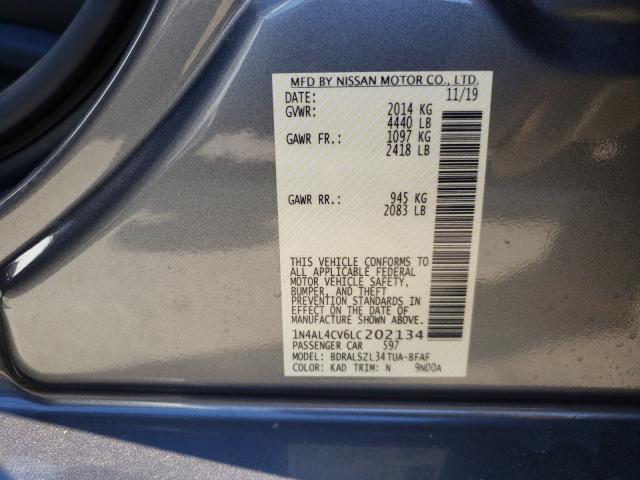 MFD BY NISSAN MOTOR CO., LTD.
DATE: 11/19
GVWR: 2014 KG
4440 LB
GAWR FR.: 1097 KG
2418 LB
GAWR RR.: 945 KG
2083 LB
THIS VEHICLE CONFORMS TO
ALL APPLICABLE FEDERAL
MOTOR VEHICLE SAFETY,
BUMPER, AND THEFT
PREVENTION STANDARDS IN
EFFECT ON THE DATE OF
MANUFACTURE SHOWN ABOVE.
1N4AL4CV6LC202134
PASSENGER CAR 597
MODEL: BDRALSZL34TUA-BFAF
COLOR: KAD TRIM: N 9N00A